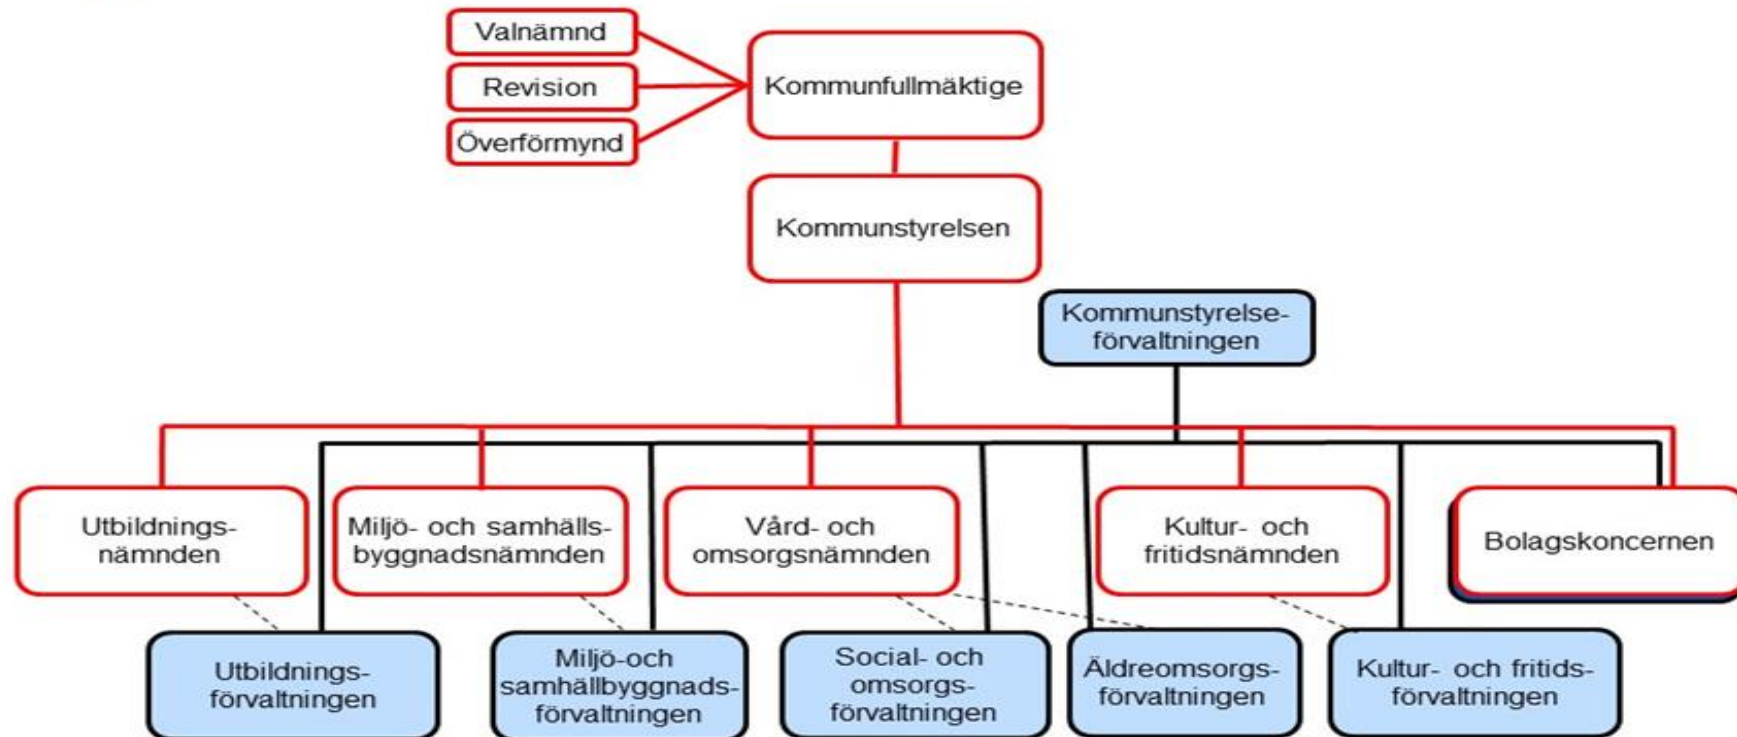 Valnämnd
Revision
Överförmynd
Kommunfullmäktige
Kommunstyrelsen
Kommunstyrelse-
förvaltningen
Utbildnings-
nämnden
Miljö- och samhälls-
byggnadsnämnden
Vård- och
omsorgsnämnden
Kultur- och
fritidsnämnden
Bolagskoncernen
Utbildnings-
förvaltningen
Miljö-och
samhällbyggnads-
förvaltningen
Social- och
omsorgs-
förvaltningen
Äldreomsorgs-
förvaltningen
Kultur- och fritids-
förvaltningen